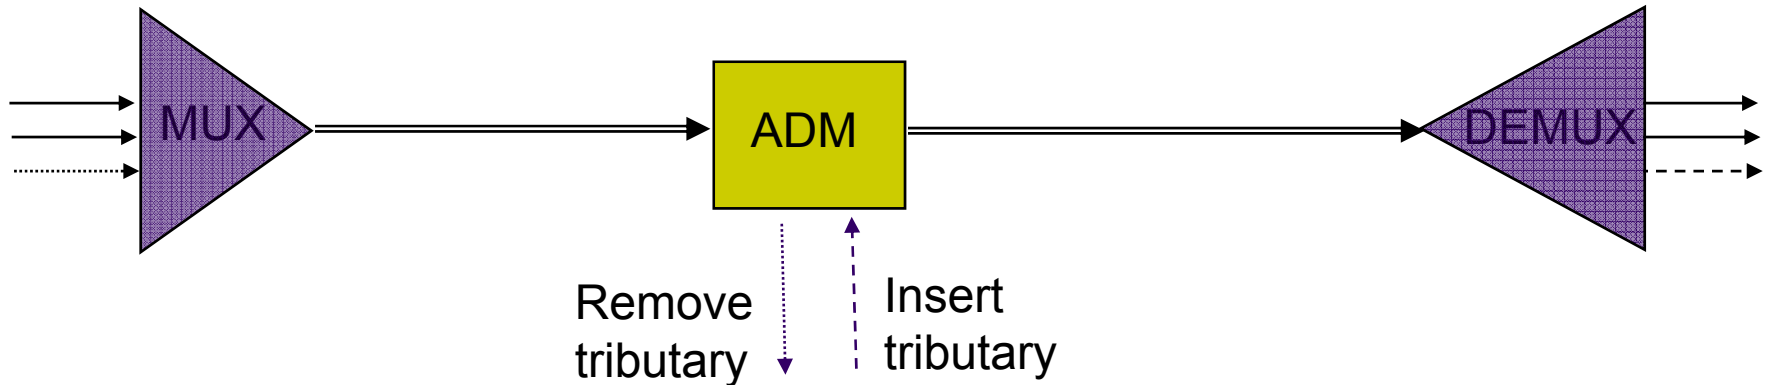 MUX
ADM
DEMUX
Remove
tributary
Insert
tributary